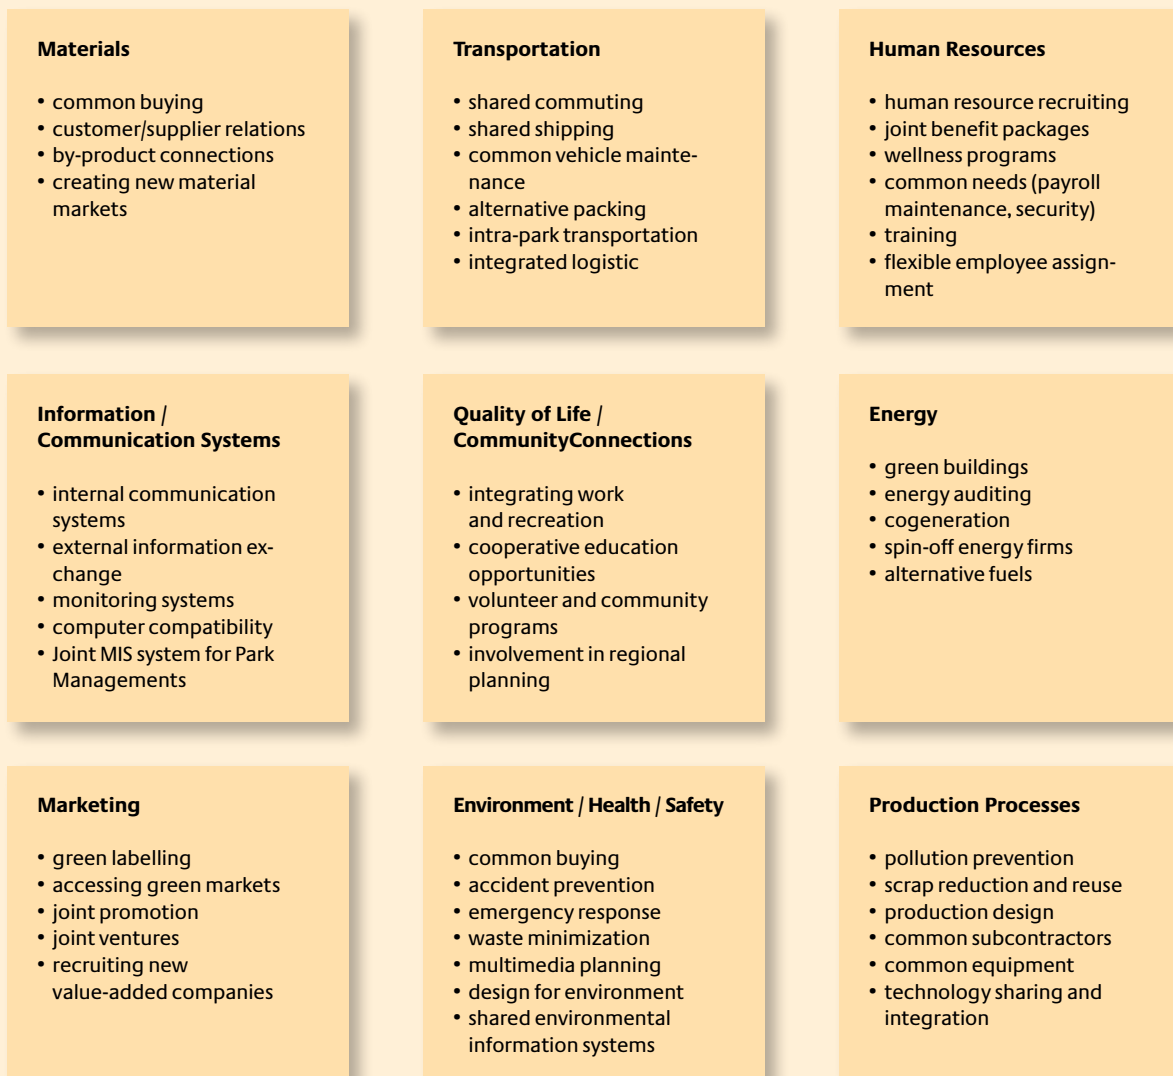 Materials
• common buying
• customer/supplier relations
• by-product connections
• creating new material
markets
Transportation
• shared commuting
• shared shipping
• common vehicle mainte-
nance
• alternative packing
• intra-park transportation
• integrated logistic
Human Resources
• human resource recruiting
• joint benefit packages
• wellness programs
• common needs (payroll
maintenance, security)
• training
• flexible employee assign-
ment
Information /
Communication Systems
• internal communication
systems
• external information ex-
change
• monitoring systems
• computer compatibility
• Joint MIS system for Park
Managements
Quality of Life /
CommunityConnections
• integrating work
and recreation
• cooperative education
opportunities
• volunteer and community
programs
• involvement in regional
planning
Energy
• green buildings
• energy auditing
• cogeneration
• spin-off energy firms
• alternative fuels
Marketing
• green labelling
• accessing green markets
• joint promotion
• joint ventures
• recruiting new
value-added companies
Environment / Health / Safety
• common buying
• accident prevention
• emergency response
• waste minimization
• multimedia planning
• design for environment
• shared environmental
information systems
Production Processes
• pollution prevention
• scrap reduction and reuse
• production design
• common subcontractors
• common equipment
• technology sharing and
integration